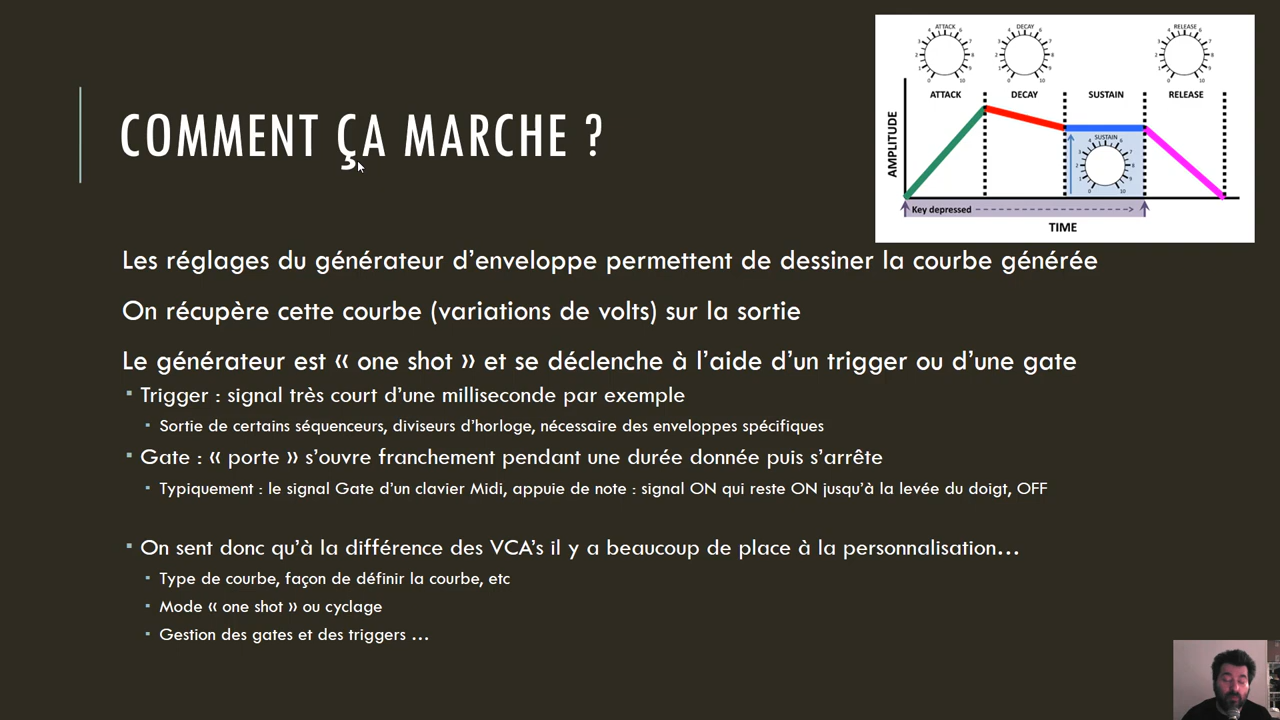 COMMENT ÇA MARCHE ?
ATTACK
DECAY
RELEASE
ATTACK
DECAY
SUSTAIN
RELEASE
AMPLITUDE
SUSTAIN
Key depressed
TIME
Les réglages du générateur d’enveloppe permettent de dessiner la courbe générée
On récupère cette courbe (variations de volts) sur la sortie
Le générateur est « one shot » et se déclenche à l’aide d’un trigger ou d’une gate
Trigger : signal très court d’une milliseconde par exemple
Sortie de certains séquenceurs, diviseurs d’horloge, nécessaire des enveloppes spécifiques
Gate : « porte » s’ouvre franchement pendant une durée donnée puis s’arrête
Typiquement : le signal Gate d’un clavier Midi, appuie de note : signal ON qui reste ON jusqu’à la levée du doigt, OFF
On sent donc qu’à la différence des VCA’s il y a beaucoup de place à la personnalisation…
Type de courbe, façon de définir la courbe, etc
Mode « one shot » ou cyclage
Gestion des gates et des triggers …